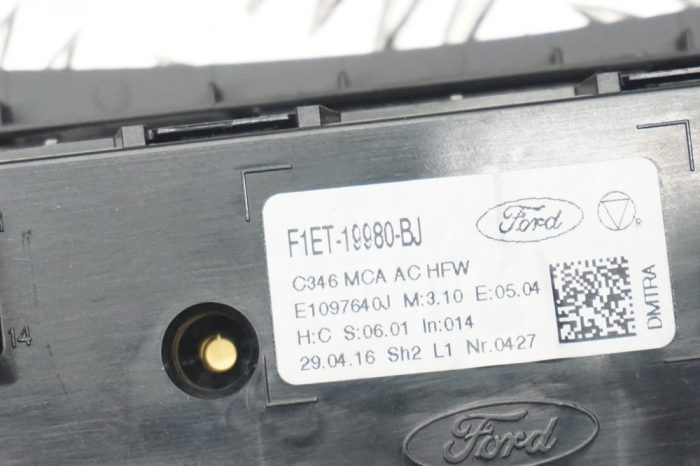 F1ET-19980-BJ
Ford
R
C346 MCA AC HFW
E1097640J M:3.10 E:05.04
H:C S:06.01 In:014
29.04.16 Sh2 L1 Nr.0427
DMTRA
14
Ford